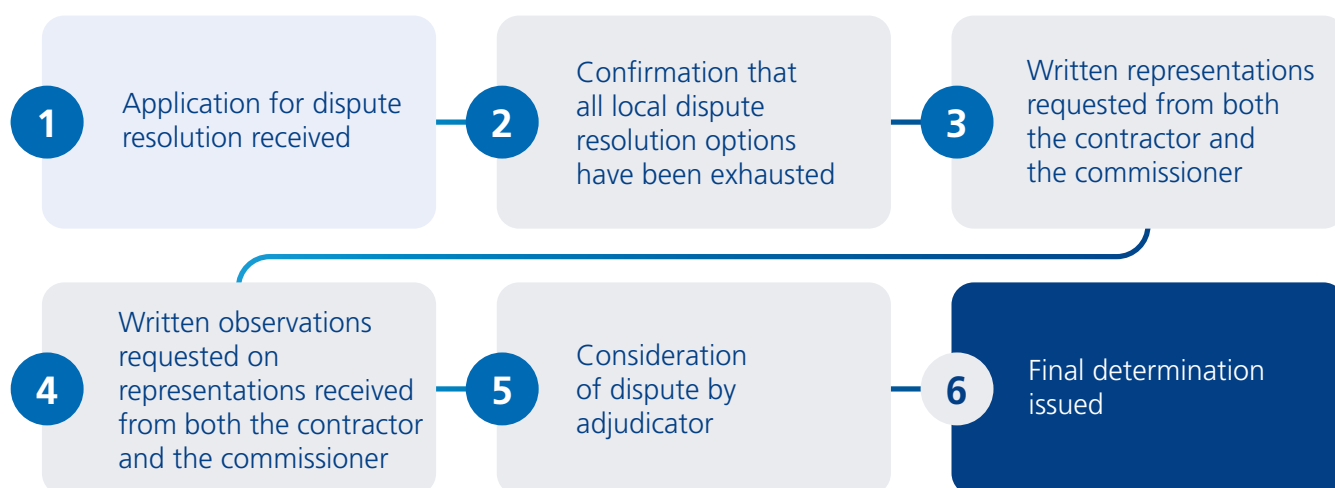 1
Application for dispute
resolution received
2
Confirmation that
all local dispute
resolution options
have been exhausted
3
Written representations
requested from both
the contractor and
the commissioner
4
Written observations
requested on
representations received
from both the contractor
and the commissioner
5
Consideration
of dispute by
adjudicator
6
Final determination
issued